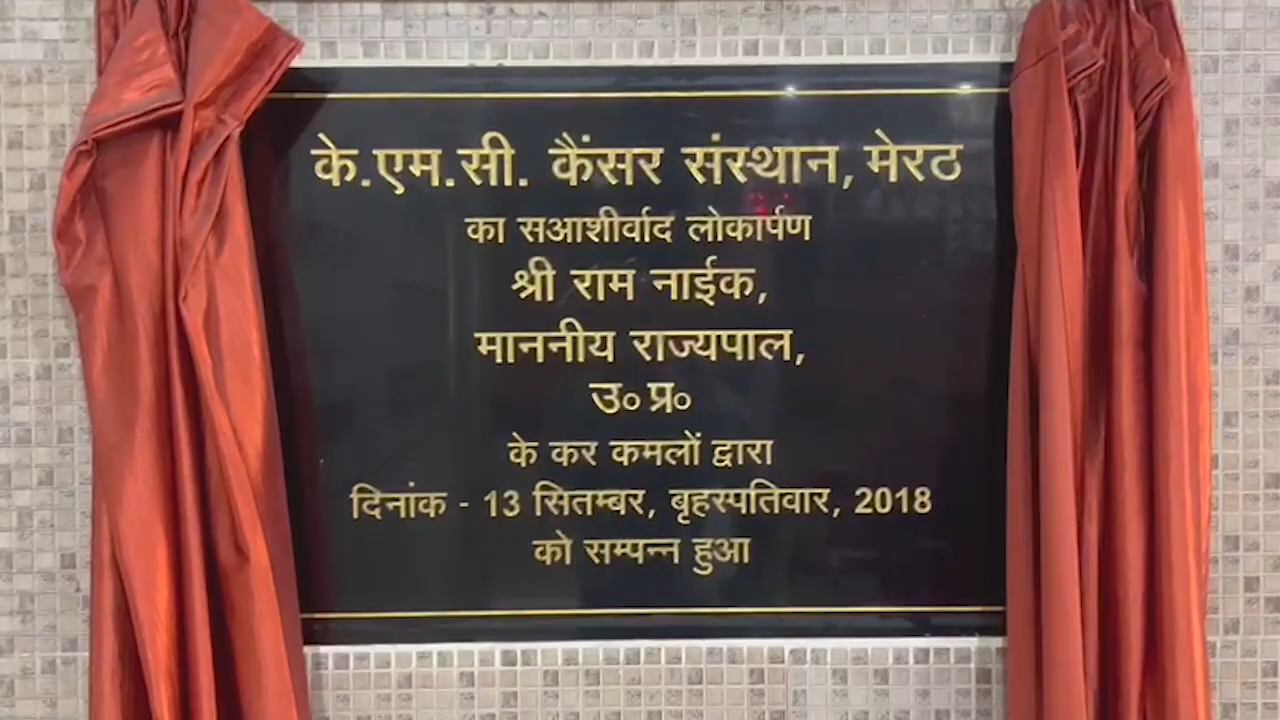 के.एम.सी. कैंसर संस्थान, मेरठ
का सआशीर्वाद लोकार्पण
श्री राम नाईक,
माननीय राज्यपाल,
उ० प्र०
के कर कमलों द्वारा
दिनांक - 13 सितम्बर, बृहस्पतिवार, 2018
को सम्पन्न हुआ